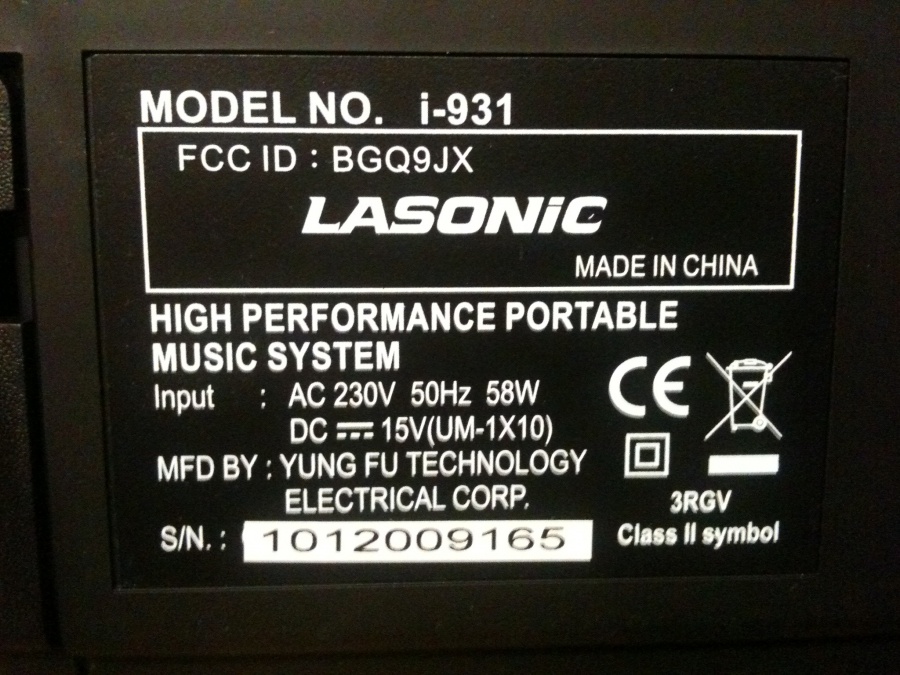 MODEL NO. i-931
FCC ID : BGQ9JX
LASONiC
MADE IN CHINA
HIGH PERFORMANCE PORTABLE
MUSIC SYSTEM
Input : AC 230V 50Hz 58W
DC 15V(UM-1X10)
MFD BY : YUNG FU TECHNOLOGY
ELECTRICAL CORP.
S/N. : 1012009165
CE
3RGV
Class II symbol